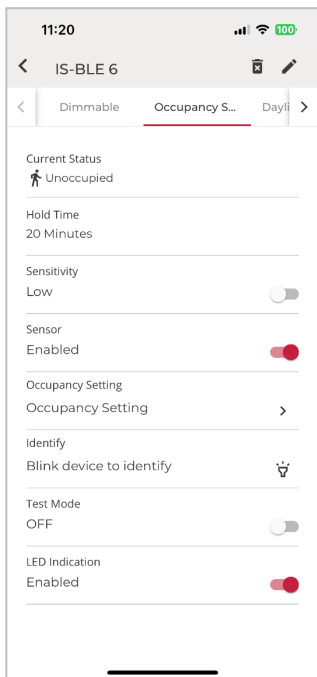 11:20
100
IS-BLE 6
Dimmable Occupancy S... Dayli
Current Status
Unoccupied
Hold Time
20 Minutes
Sensitivity
Low
Sensor
Enabled
Occupancy Setting
Occupancy Setting
Identify
Blink device to identify
Test Mode
OFF
LED Indication
Enabled